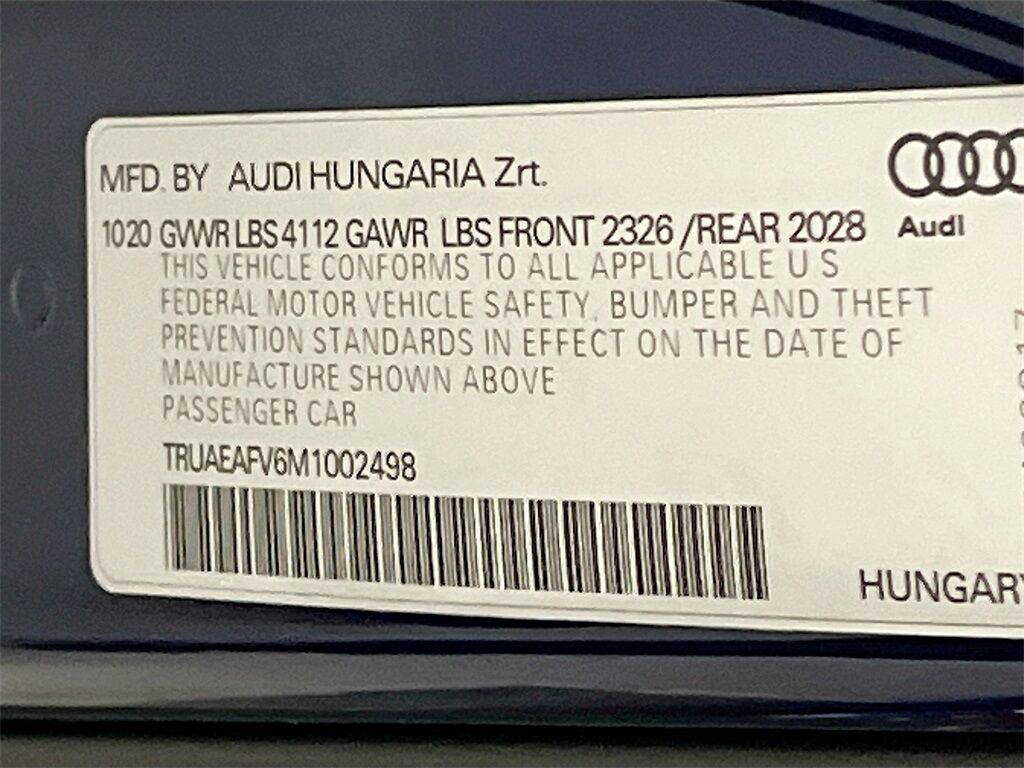 MFD. BY AUDI HUNGARIA Zrt.
1020 GVWR LBS 4112 GAWR LBS FRONT 2326 /REAR 2028
Audi
THIS VEHICLE CONFORMS TO ALL APPLICABLE U S
FEDERAL MOTOR VEHICLE SAFETY, BUMPER AND THEFT
PREVENTION STANDARDS IN EFFECT ON THE DATE OF
MANUFACTURE SHOWN ABOVE
PASSENGER CAR
TRUAEAFV6M1002498
HUNGARY